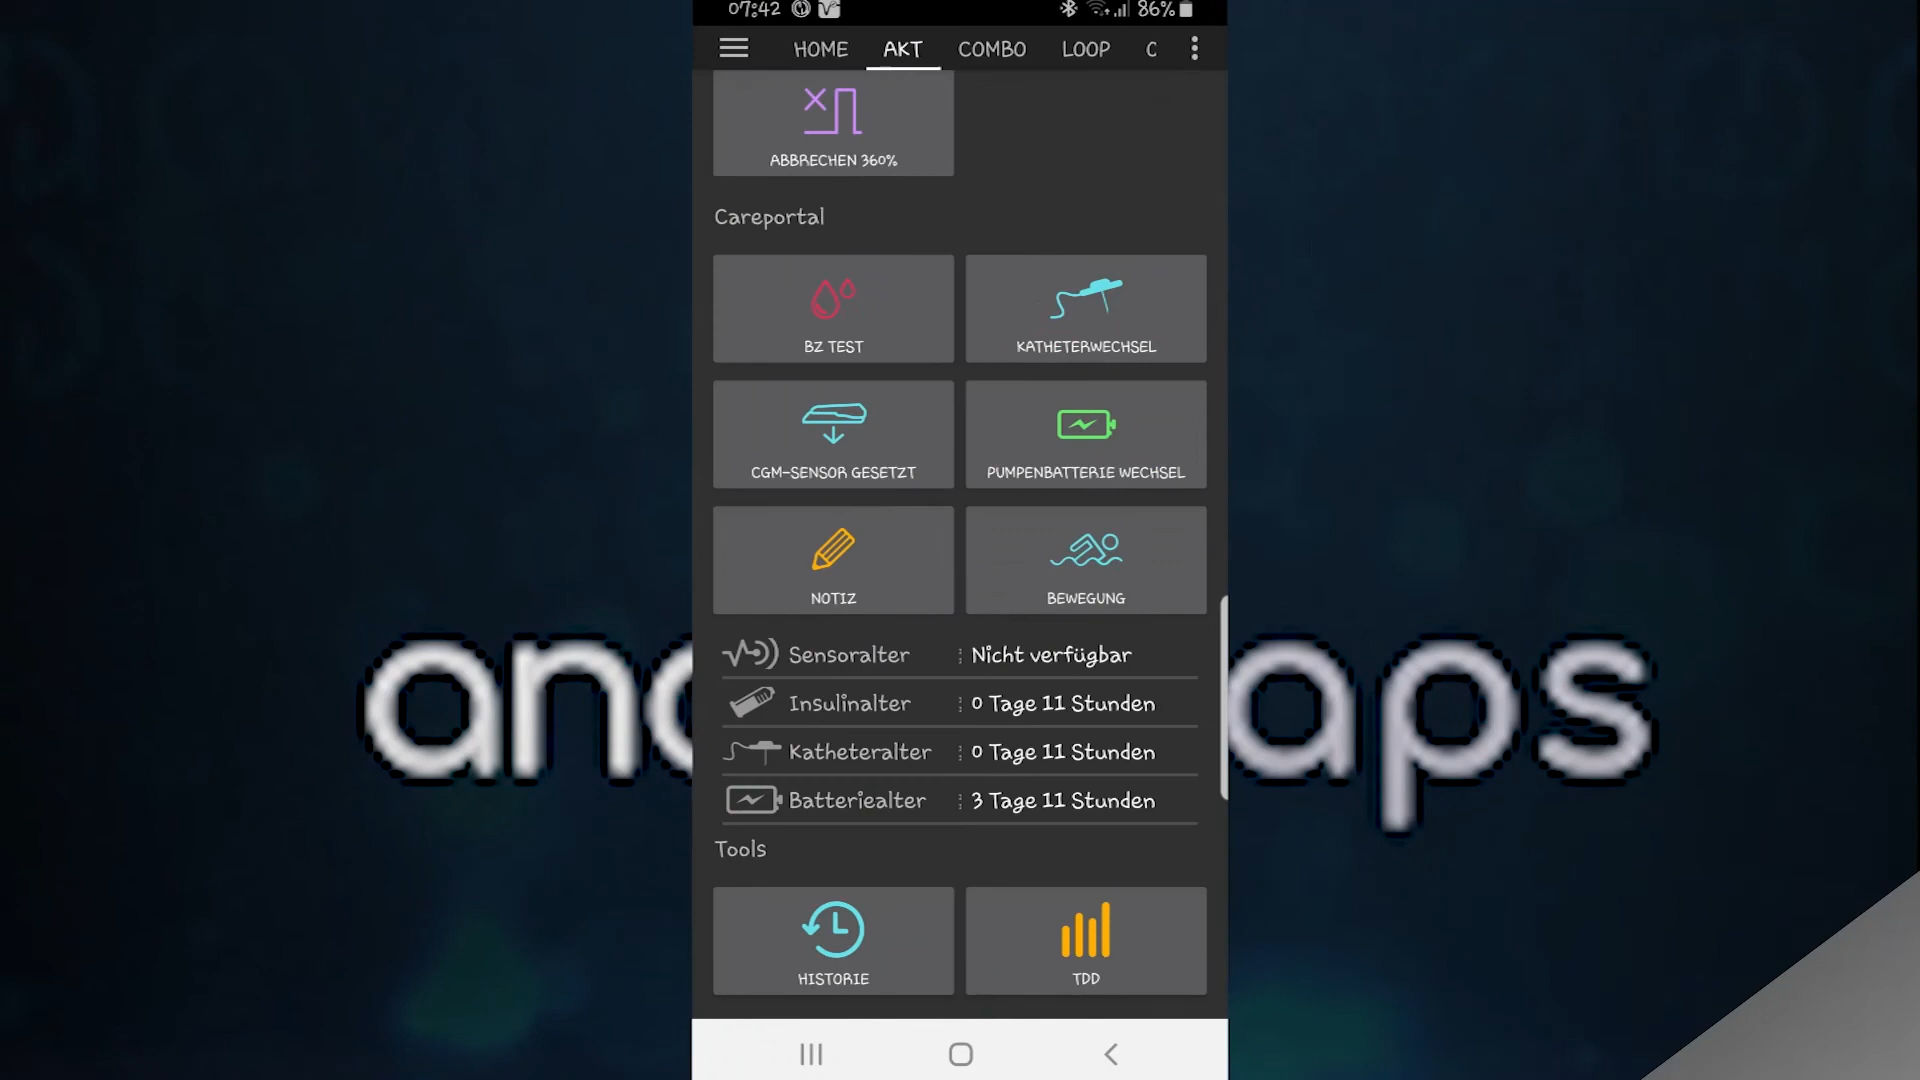 07:42 86%
HOME AKT COMBO LOOP C
ABBRECHEN 360%
Careportal
BZ TEST KATHETERWECHSEL
CGM-SENSOR GESETZT PUMPENBATTERIE WECHSEL
NOTIZ BEWEGUNG
Sensoralter : Nicht verfügbar
Insulinalter : 0 Tage 11 Stunden
Katheteralter : 0 Tage 11 Stunden
Batteriealter : 3 Tage 11 Stunden
and aps
Tools
HISTORIE TDD